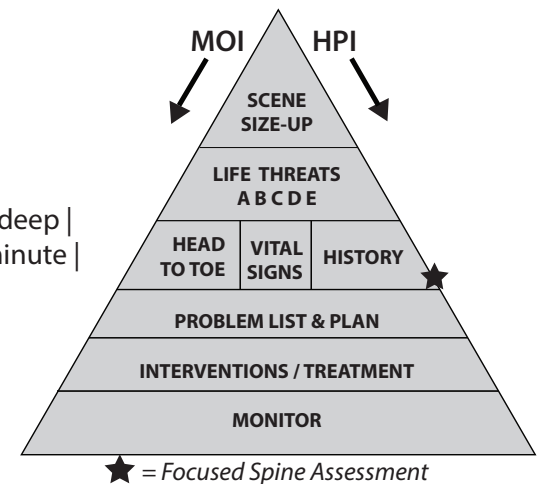 MOI HPI
SCENE
SIZE-UP
LIFE THREATS
A B C D E
deep |
minute |
HEAD
TO TOE
VITAL
SIGNS
HISTORY
PROBLEM LIST & PLAN
INTERVENTIONS / TREATMENT
MONITOR
= Focused Spine Assessment